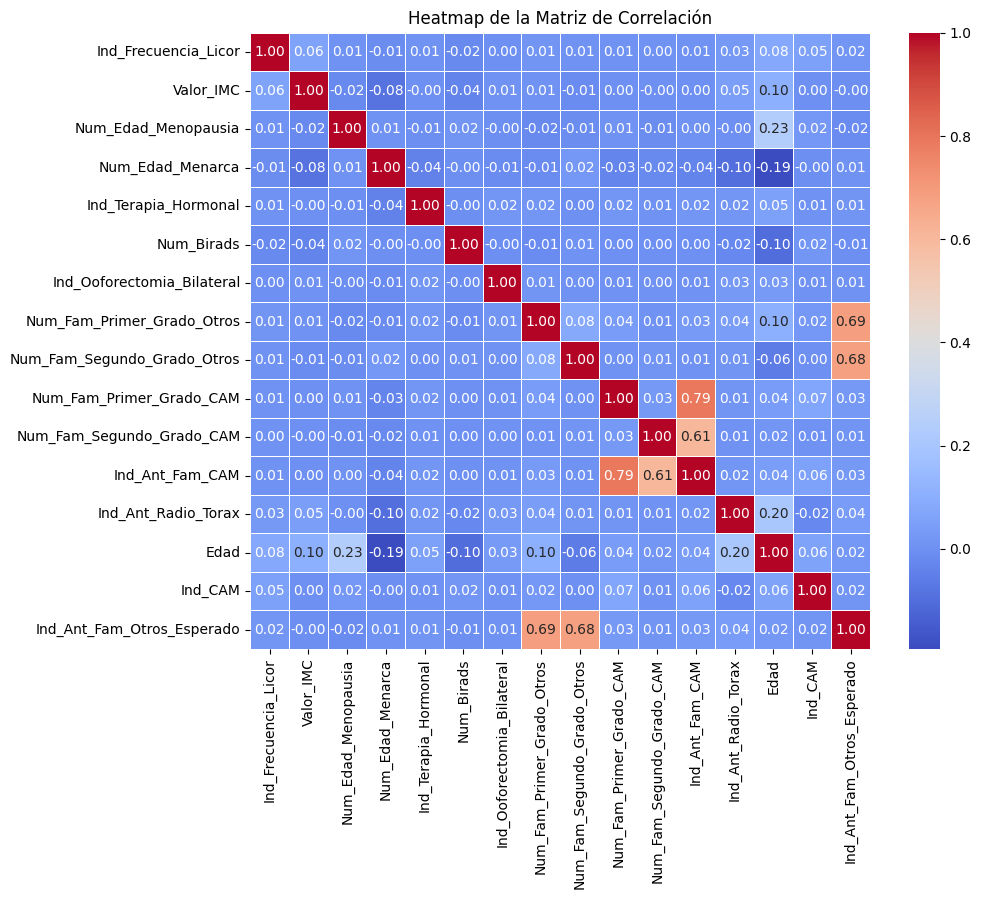 Heatmap de la Matriz de Correlación
Ind_Frecuencia_Licor 1.00 0.06 0.01 -0.01 0.01 -0.02 0.00 0.01 0.01 0.01 0.00 0.01 0.03 0.08 0.05 0.02
Valor_IMC 0.06 1.00 -0.02 -0.08 -0.00 -0.04 0.01 0.01 -0.01 0.00 -0.00 0.00 0.05 0.10 0.00 -0.00
Num_Edad_Menopausia 0.01 -0.02 1.00 0.01 -0.01 0.02 -0.00 -0.02 -0.01 0.01 -0.01 0.00 -0.00 0.23 0.02 -0.02
Num_Edad_Menarca -0.01 -0.08 0.01 1.00 -0.04 -0.00 -0.01 -0.01 0.02 -0.03 -0.02 -0.04 -0.10 -0.19 -0.00 0.01
Ind_Terapia_Hormonal 0.01 -0.00 -0.01 -0.04 1.00 -0.00 0.02 0.02 0.00 0.02 0.01 0.02 0.02 0.05 0.01 0.01
Num_Birads -0.02 -0.04 0.02 -0.00 -0.00 1.00 -0.00 -0.01 0.01 0.00 0.00 0.00 -0.02 -0.10 0.02 -0.01
Ind_Ooforectomia_Bilateral 0.00 0.01 -0.00 -0.01 0.02 -0.00 1.00 0.01 0.00 0.01 0.00 0.01 0.03 0.03 0.01 0.01
Num_Fam_Primer_Grado_Otros 0.01 0.01 -0.02 -0.01 0.02 -0.01 0.01 1.00 0.08 0.04 0.01 0.03 0.04 0.10 0.02 0.69
Num_Fam_Segundo_Grado_Otros 0.01 -0.01 -0.01 0.02 0.00 0.01 0.00 0.08 1.00 0.00 0.01 0.01 0.01 -0.06 0.00 0.68
Num_Fam_Primer_Grado_CAM 0.01 0.00 0.01 -0.03 0.02 0.00 0.01 0.04 0.00 1.00 0.03 0.79 0.01 0.04 0.07 0.03
Num_Fam_Segundo_Grado_CAM 0.00 -0.00 -0.01 -0.02 0.01 0.00 0.00 0.01 0.01 0.03 1.00 0.61 0.01 0.02 0.01 0.01
Ind_Ant_Fam_CAM 0.01 0.00 0.00 -0.04 0.02 0.00 0.01 0.03 0.01 0.79 0.61 1.00 0.02 0.04 0.06 0.03
Ind_Ant_Radio_Torax 0.03 0.05 -0.00 -0.10 0.02 -0.02 0.03 0.04 0.01 0.01 0.01 0.02 1.00 0.20 -0.02 0.04
Edad 0.08 0.10 0.23 -0.19 0.05 -0.10 0.03 0.10 -0.06 0.04 0.02 0.04 0.20 1.00 0.06 0.02
Ind_CAM 0.05 0.00 0.02 -0.00 0.01 0.02 0.01 0.02 0.00 0.07 0.01 0.06 -0.02 0.06 1.00 0.02
Ind_Ant_Fam_Otros_Esperado 0.02 -0.00 -0.02 0.01 0.01 -0.01 0.01 0.69 0.68 0.03 0.01 0.03 0.04 0.02 0.02 1.00
Ind_Frecuencia_Licor
Valor_IMC
Num_Edad_Menopausia
Num_Edad_Menarca
Ind_Terapia_Hormonal
Num_Birads
Ind_Ooforectomia_Bilateral
Num_Fam_Primer_Grado_Otros
Num_Fam_Segundo_Grado_Otros
Num_Fam_Primer_Grado_CAM
Num_Fam_Segundo_Grado_CAM
Ind_Ant_Fam_CAM
Ind_Ant_Radio_Torax
Edad
Ind_CAM
Ind_Ant_Fam_Otros_Esperado
1.0
0.8
0.6
0.4
0.2
0.0